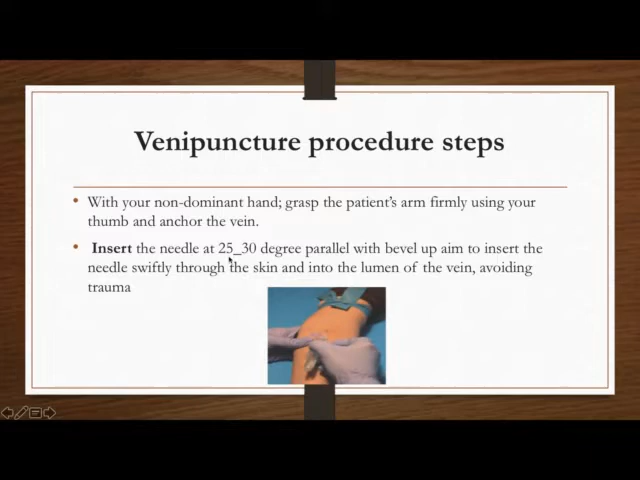 Venipuncture procedure steps
• With your non-dominant hand; grasp the patient's arm firmly using your
thumb and anchor the vein.
• Insert the needle at 25_30 degree parallel with bevel up aim to insert the
needle swiftly through the skin and into the lumen of the vein, avoiding
trauma